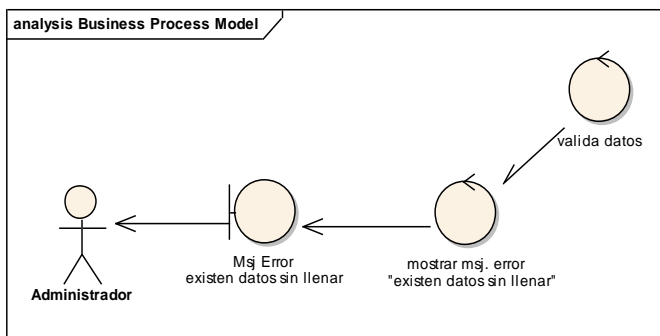 analysis Business Process Model
valida datos
Msj Error
existen datos sin llenar
mostrar msj. error
"existen datos sin llenar"
Administrador